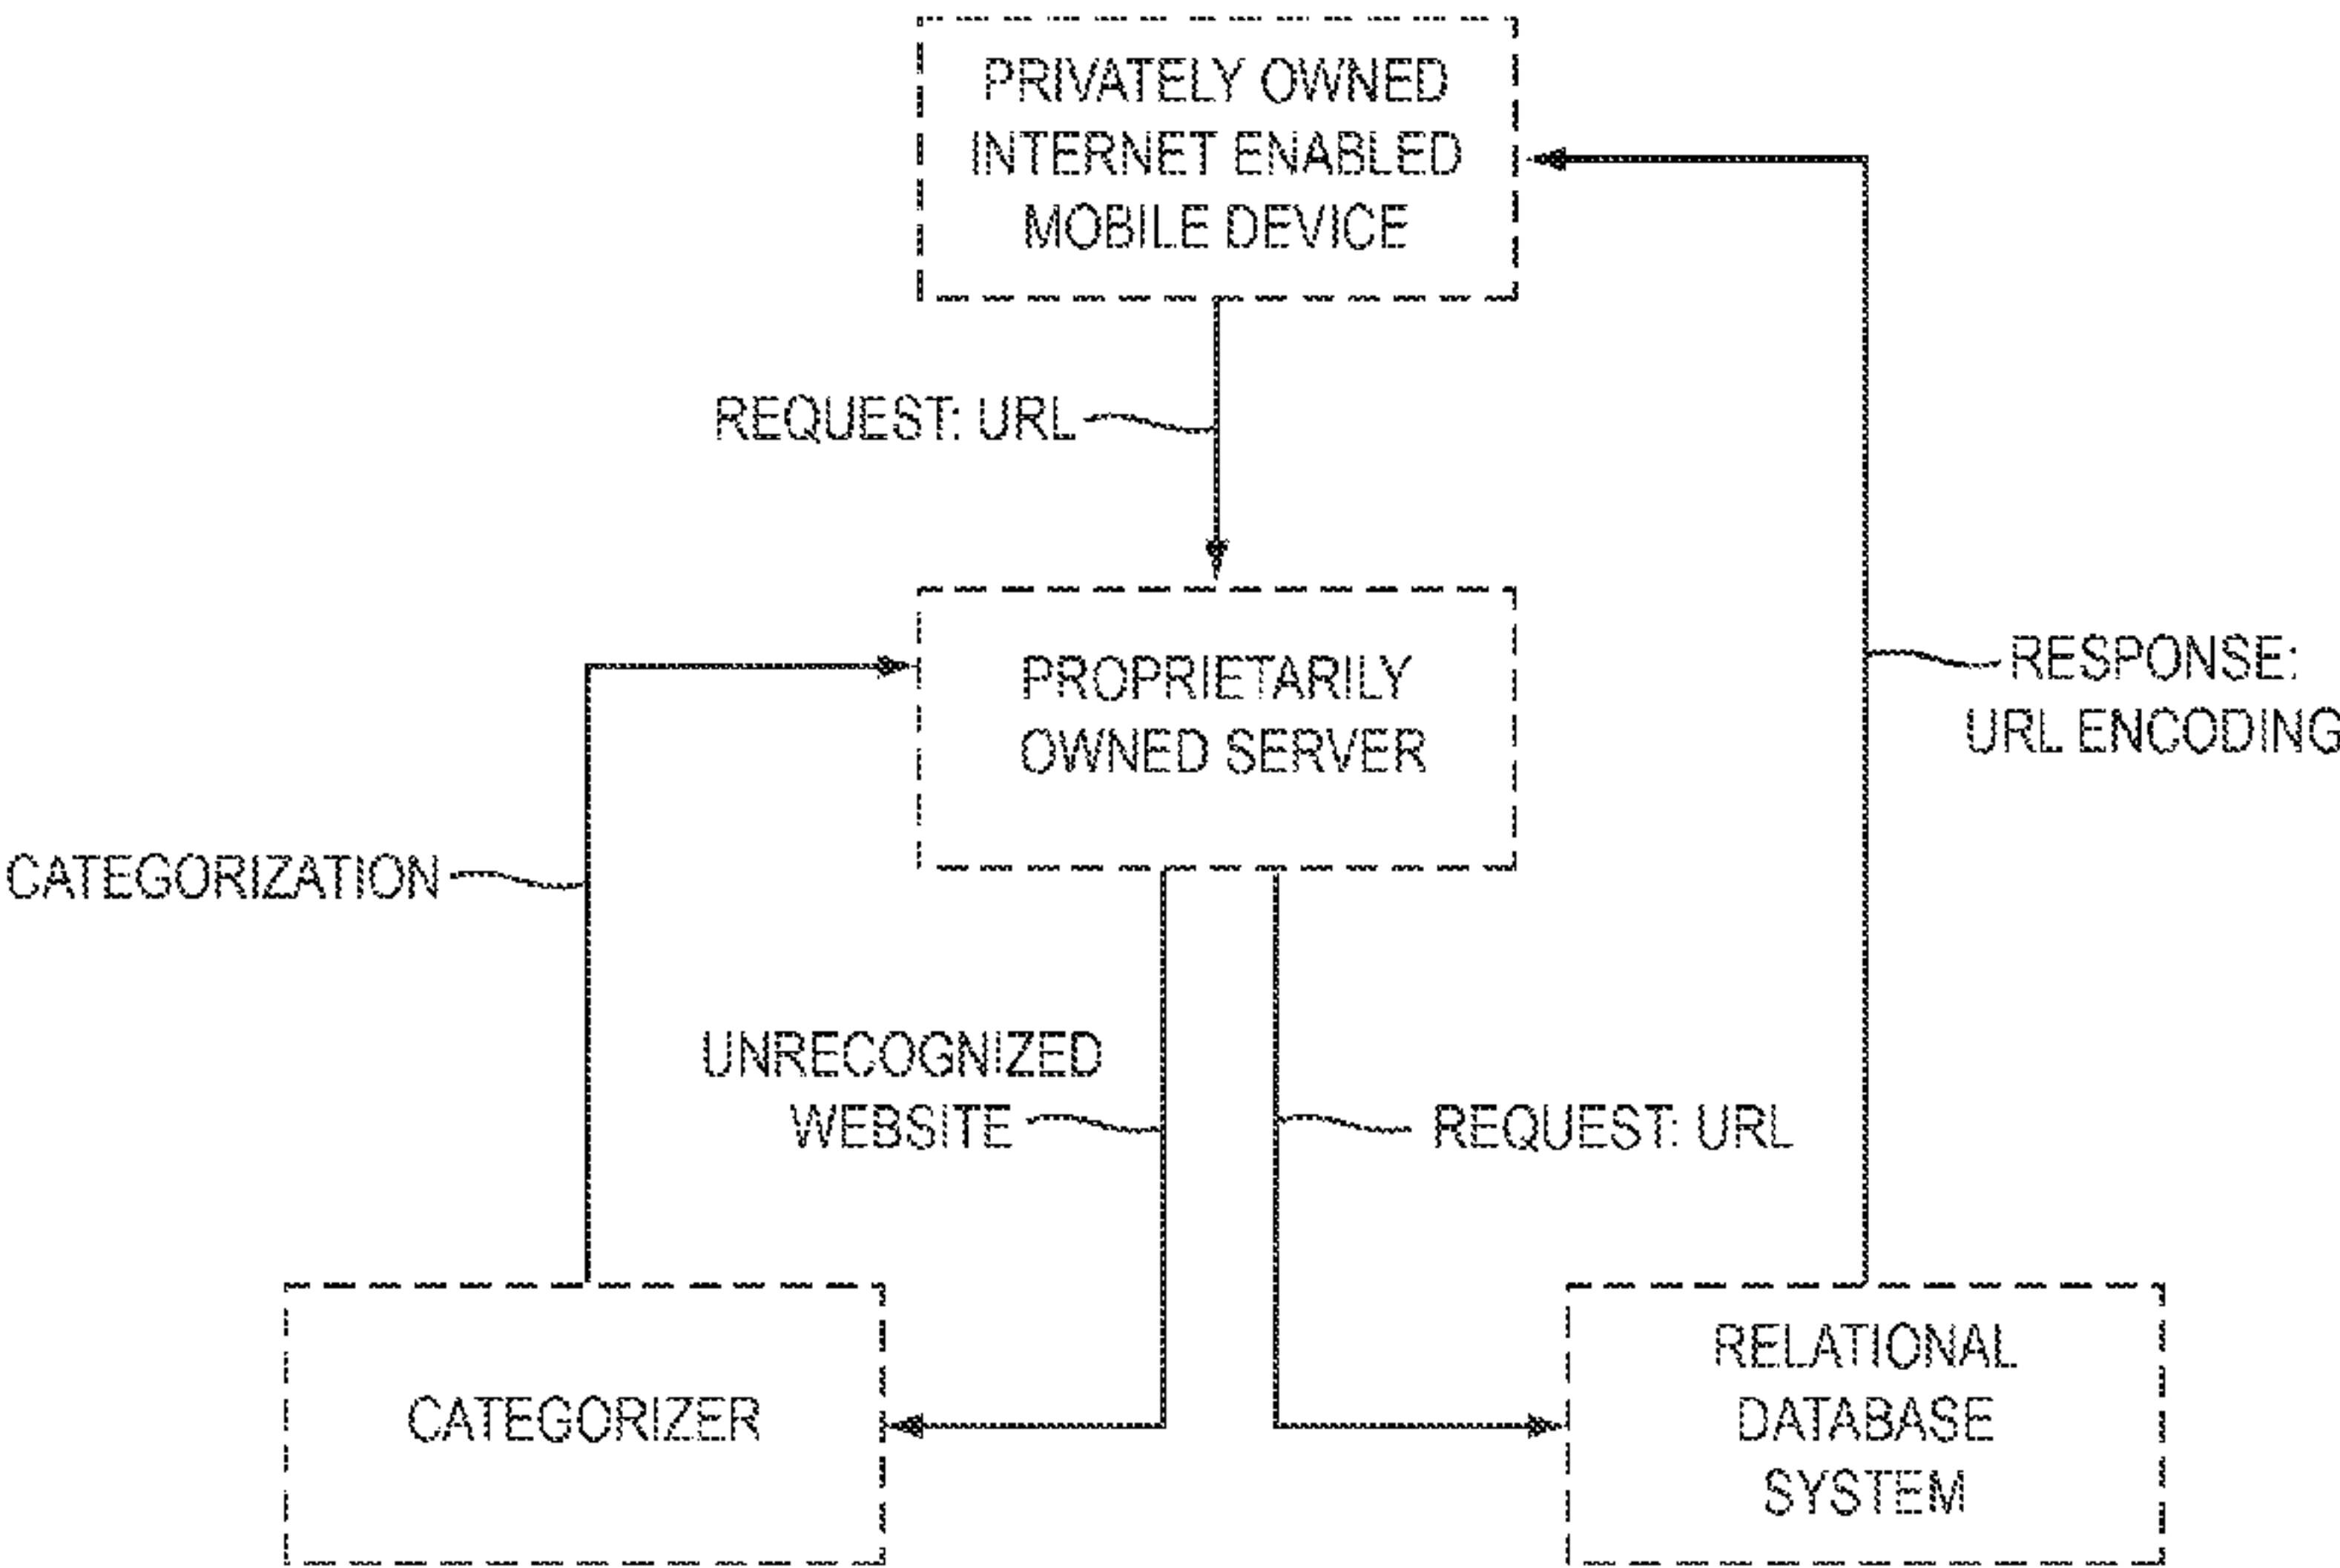 PRIVATELY OWNED
INTERNET ENABLED
MOBILE DEVICE
REQUEST: URL
PROPRIETARILY
OWNED SERVER
RESPONSE:
URL ENCODING
CATEGORIZATION
UNRECOGNIZED
WEBSITE
REQUEST: URL
CATEGORIZER
RELATIONAL
DATABASE
SYSTEM